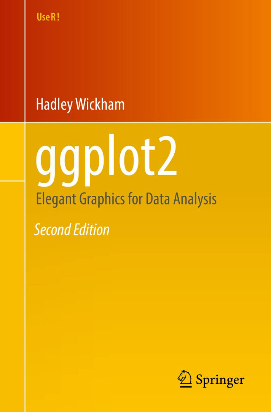 Use R!
Hadley Wickham
ggplot2
Elegant Graphics for Data Analysis
Second Edition
Springer